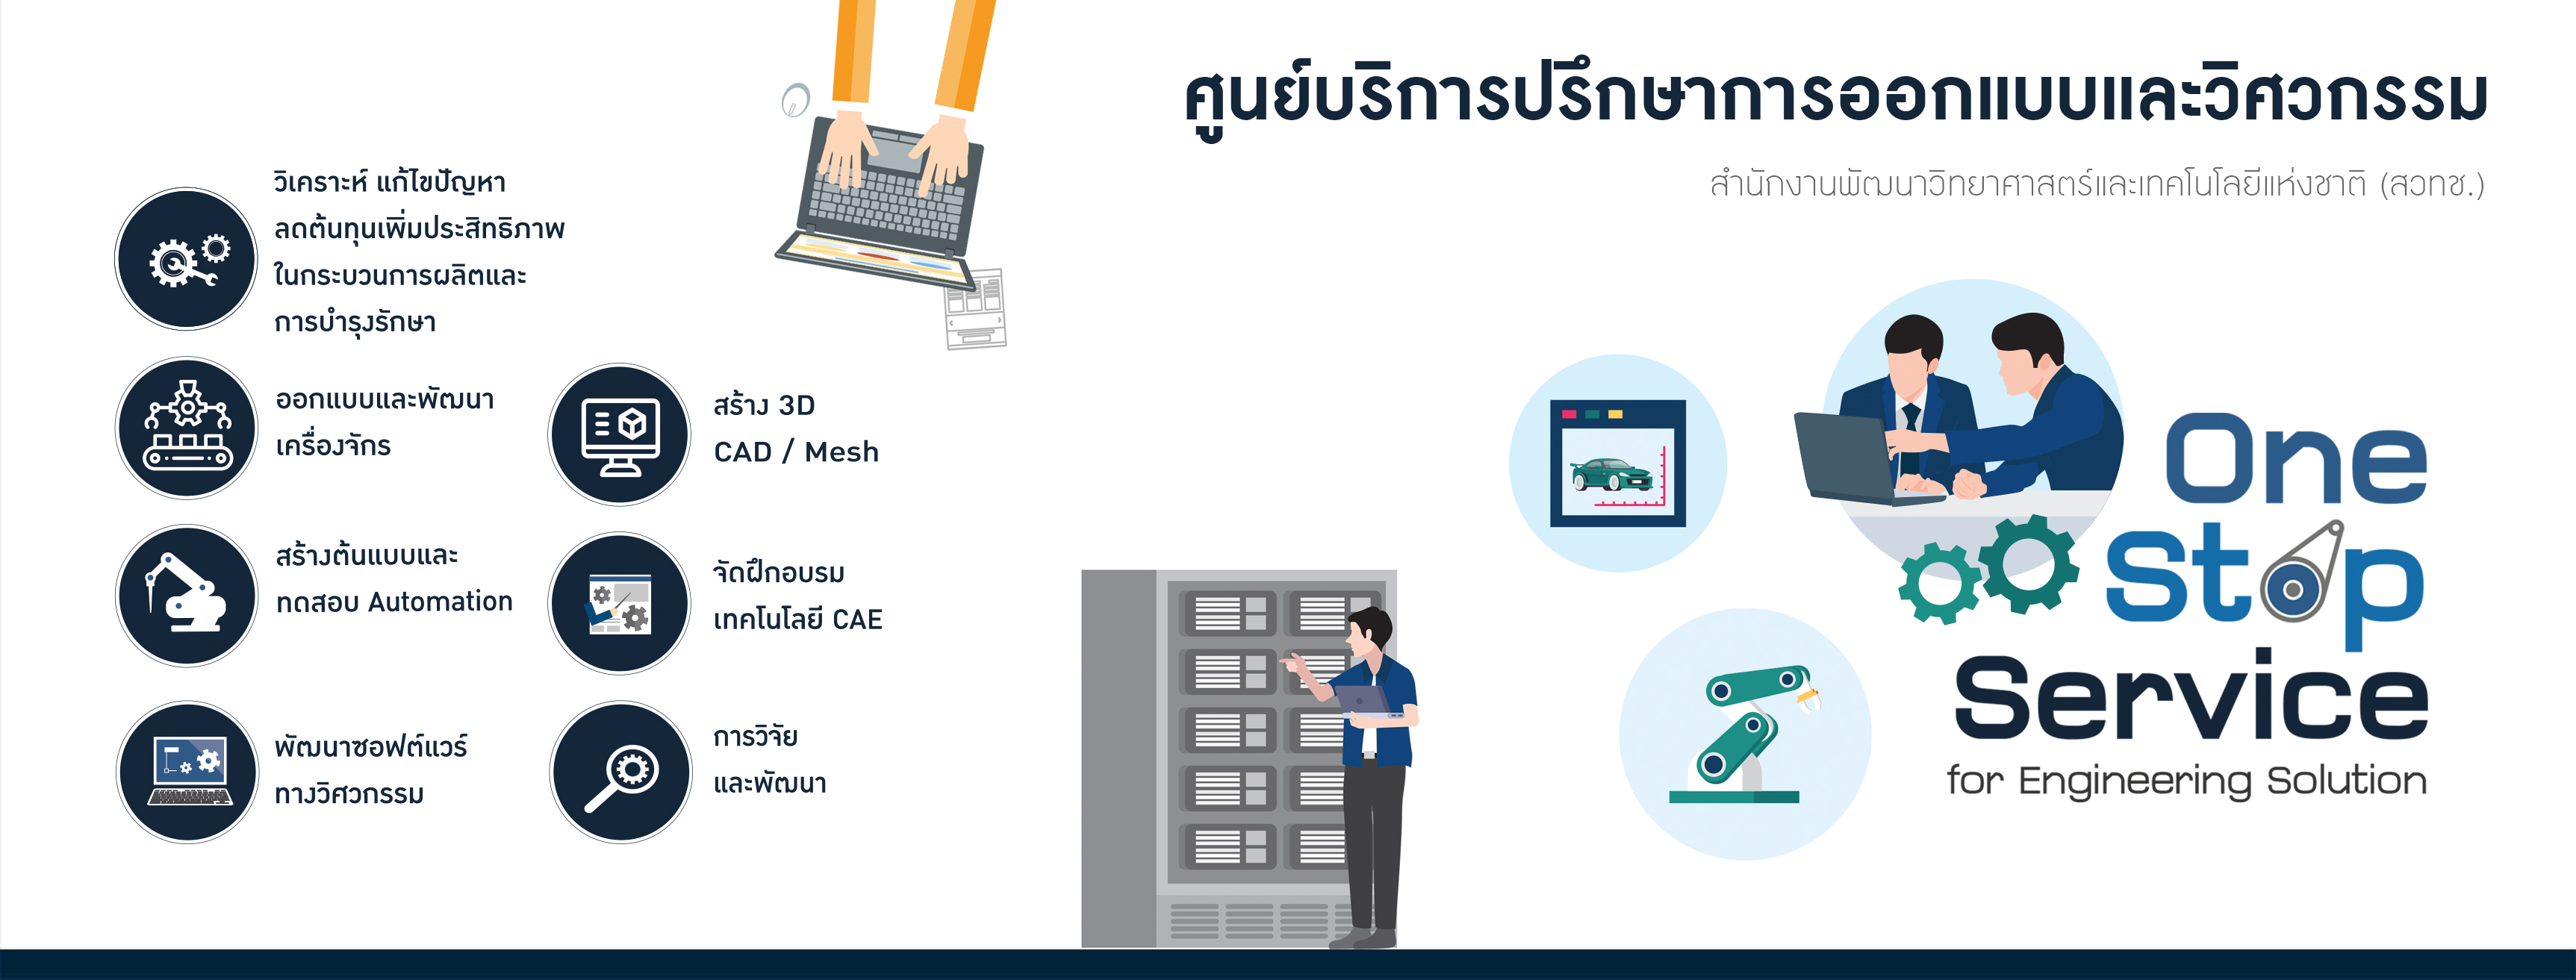 ศูนย์บริการปรึกษาการออกแบบและวิศวกรรม
สำนักงานพัฒนาวิทยาศาสตร์และเทคโนโลยีแห่งชาติ (สวทช.)
วิเคราะห์ แก้ไขปัญหา
ลดต้นทุนเพิ่มประสิทธิภาพ
ในกระบวนการผลิตและ
การบำรุงรักษา
ออกแบบและพัฒนา
เครื่องจักร
สร้างต้นแบบและ
ทดสอบ Automation
พัฒนาซอฟต์แวร์
ทางวิศวกรรม
สร้าง 3D
CAD / Mesh
จัดฝึกอบรม
เทคโนโลยี CAE
การวิจัย
และพัฒนา
One
Stop
Service
for Engineering Solution